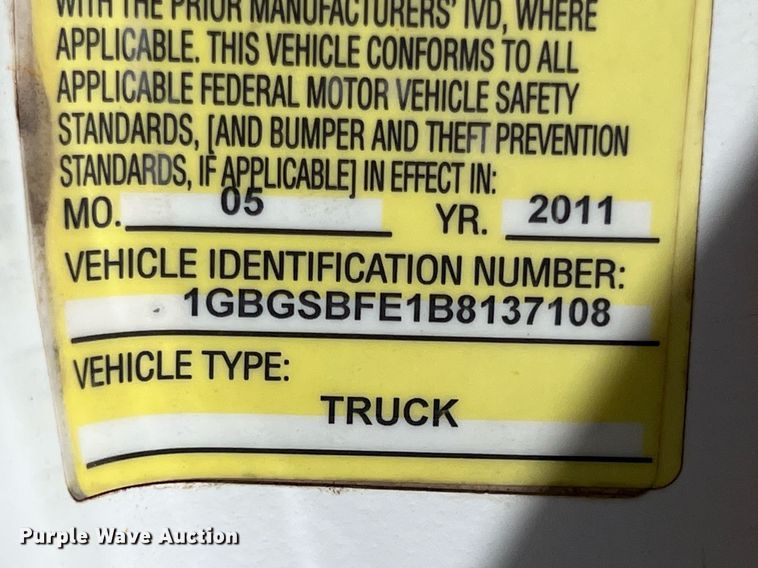 WITH THE PRIOR MANUFACTURERS' IVD, WHERE
APPLICABLE. THIS VEHICLE CONFORMS TO ALL
APPLICABLE FEDERAL MOTOR VEHICLE SAFETY
STANDARDS, [AND BUMPER AND THEFT PREVENTION
STANDARDS, IF APPLICABLE] IN EFFECT IN:
MO. 05 YR. 2011
VEHICLE IDENTIFICATION NUMBER:
1GBGSBFE1B8137108
VEHICLE TYPE:
TRUCK
Purple Wave Auction